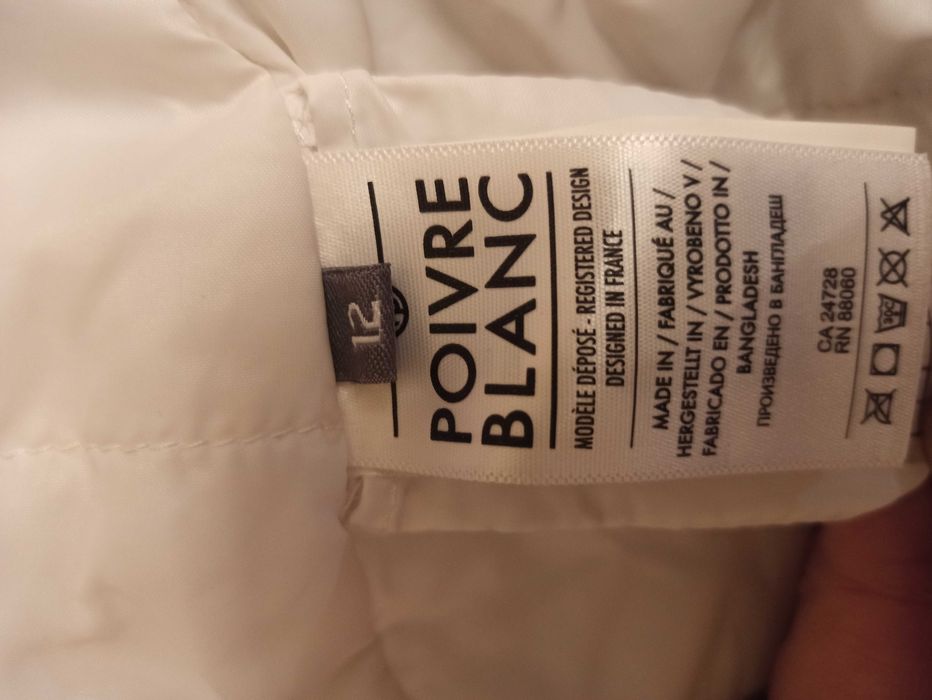 12
POIVRE
BLANC
MODÈLE DÉPOSÉ - REGISTERED DESIGN
DESIGNED IN FRANCE
MADE IN / FABRIQUÉ AU /
HERGESTELLT IN / VYROBENO V /
FABRICADO EN / PRODOTTO IN /
BANGLADESH
ПРОИЗВЕДЕНО В БАНГЛАДЕШ
CA 24728
RN 88060